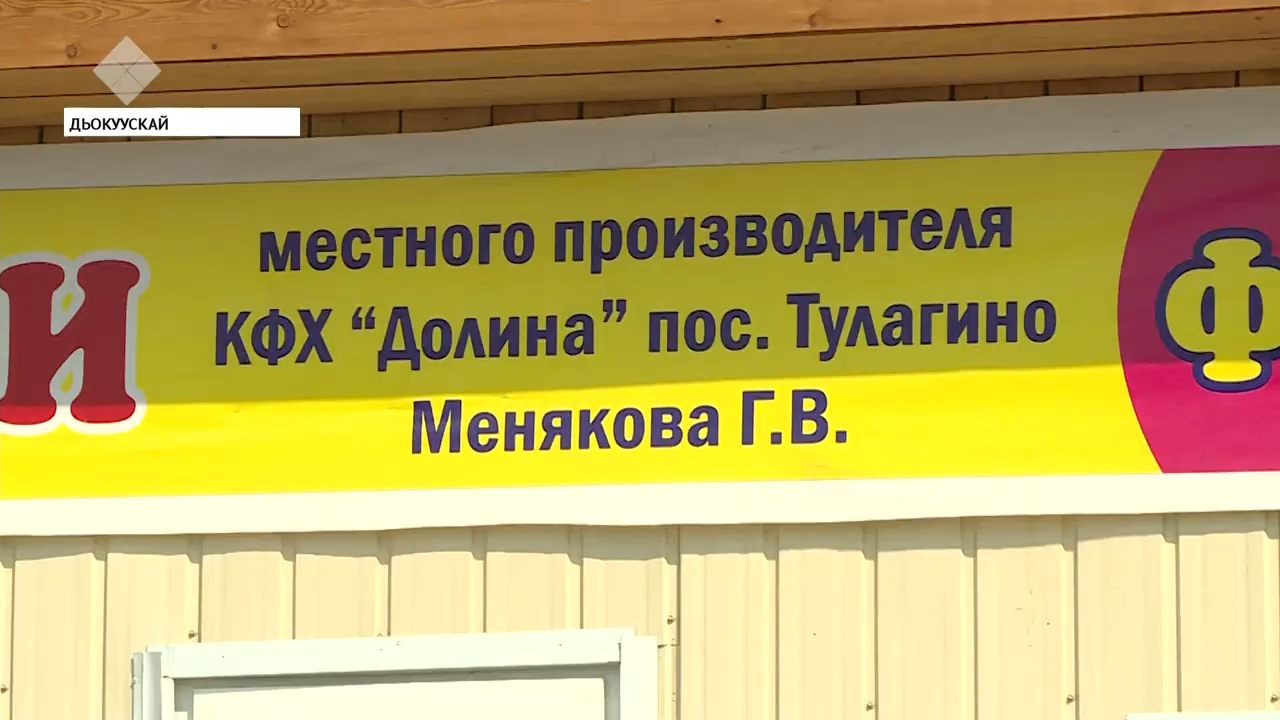 ДЬОКУУСКАЙ
местного производителя
КФХ “Долина” пос. Тулагино
Менякова Г.В.
И
Ф